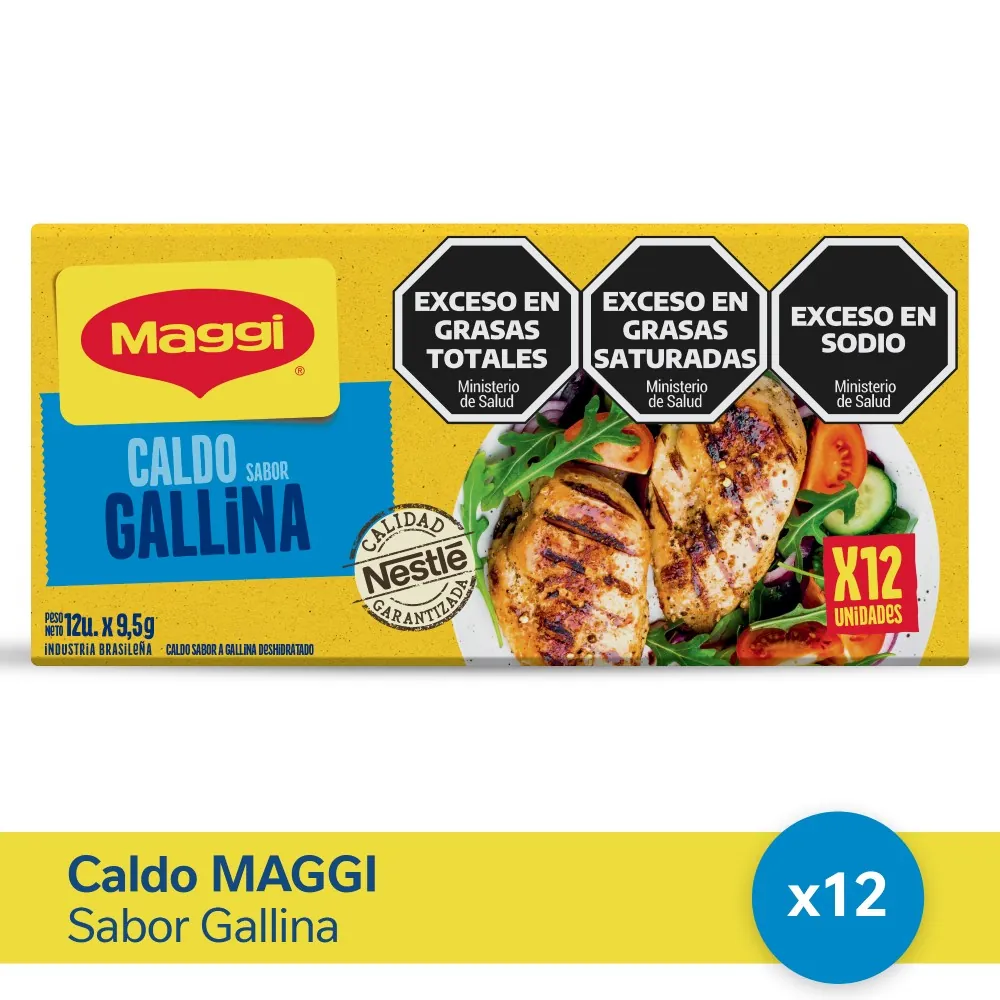 Maggi
®
CALDO SABOR
GALLINA
EXCESO EN
GRASAS
TOTALES
Ministerio
de Salud
EXCESO EN
GRASAS
SATURADAS
Ministerio
de Salud
EXCESO EN
SODIO
Ministerio
de Salud
CALIDAD
Nestlé
GARANTIZADA
X12
UNIDADES
PESO
NETO 12u. x 9,5g
INDUSTRIA BRASILEÑA CALDO SABOR A GALLINA DESHIDRATADO
Caldo MAGGI
Sabor Gallina
x12